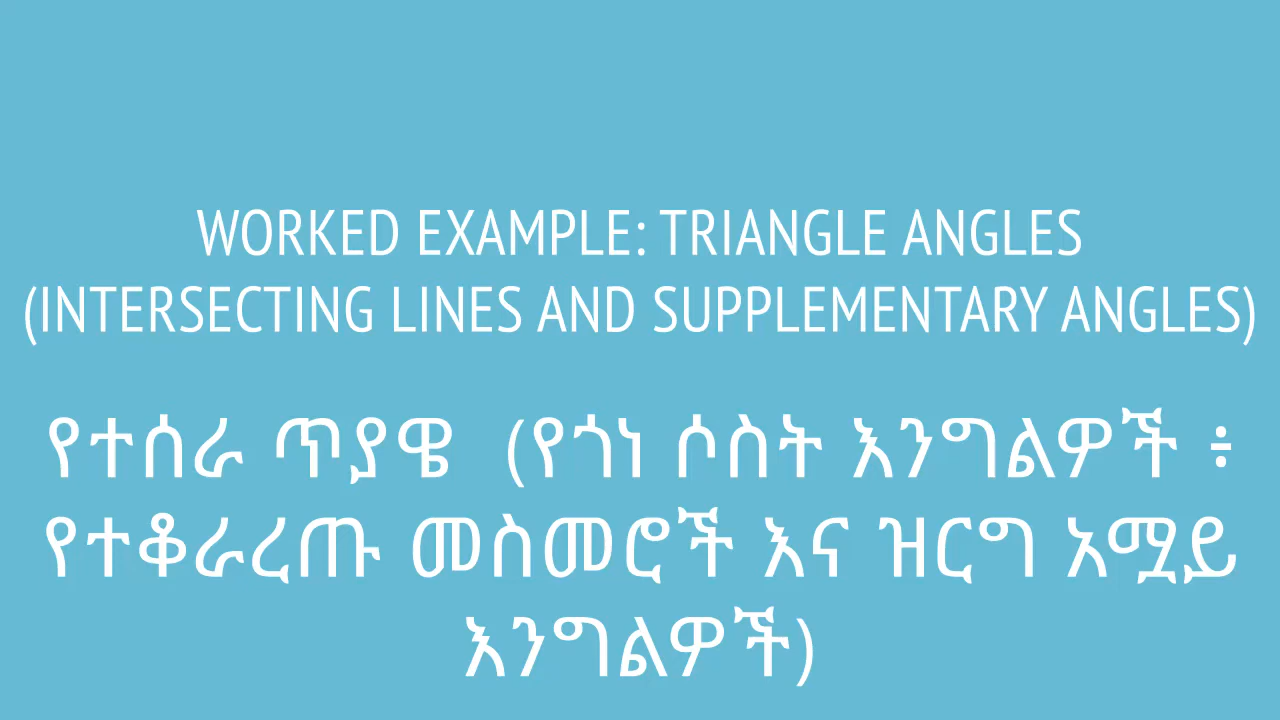 WORKED EXAMPLE: TRIANGLE ANGLES
(INTERSECTING LINES AND SUPPLEMENTARY ANGLES)
የተሰራ ጥያዌ (የጎነ ሶስት እንግልዎች ፥
የተቆራረጡ መስመሮች እና ዝርግ አሟይ
እንግልዎች)